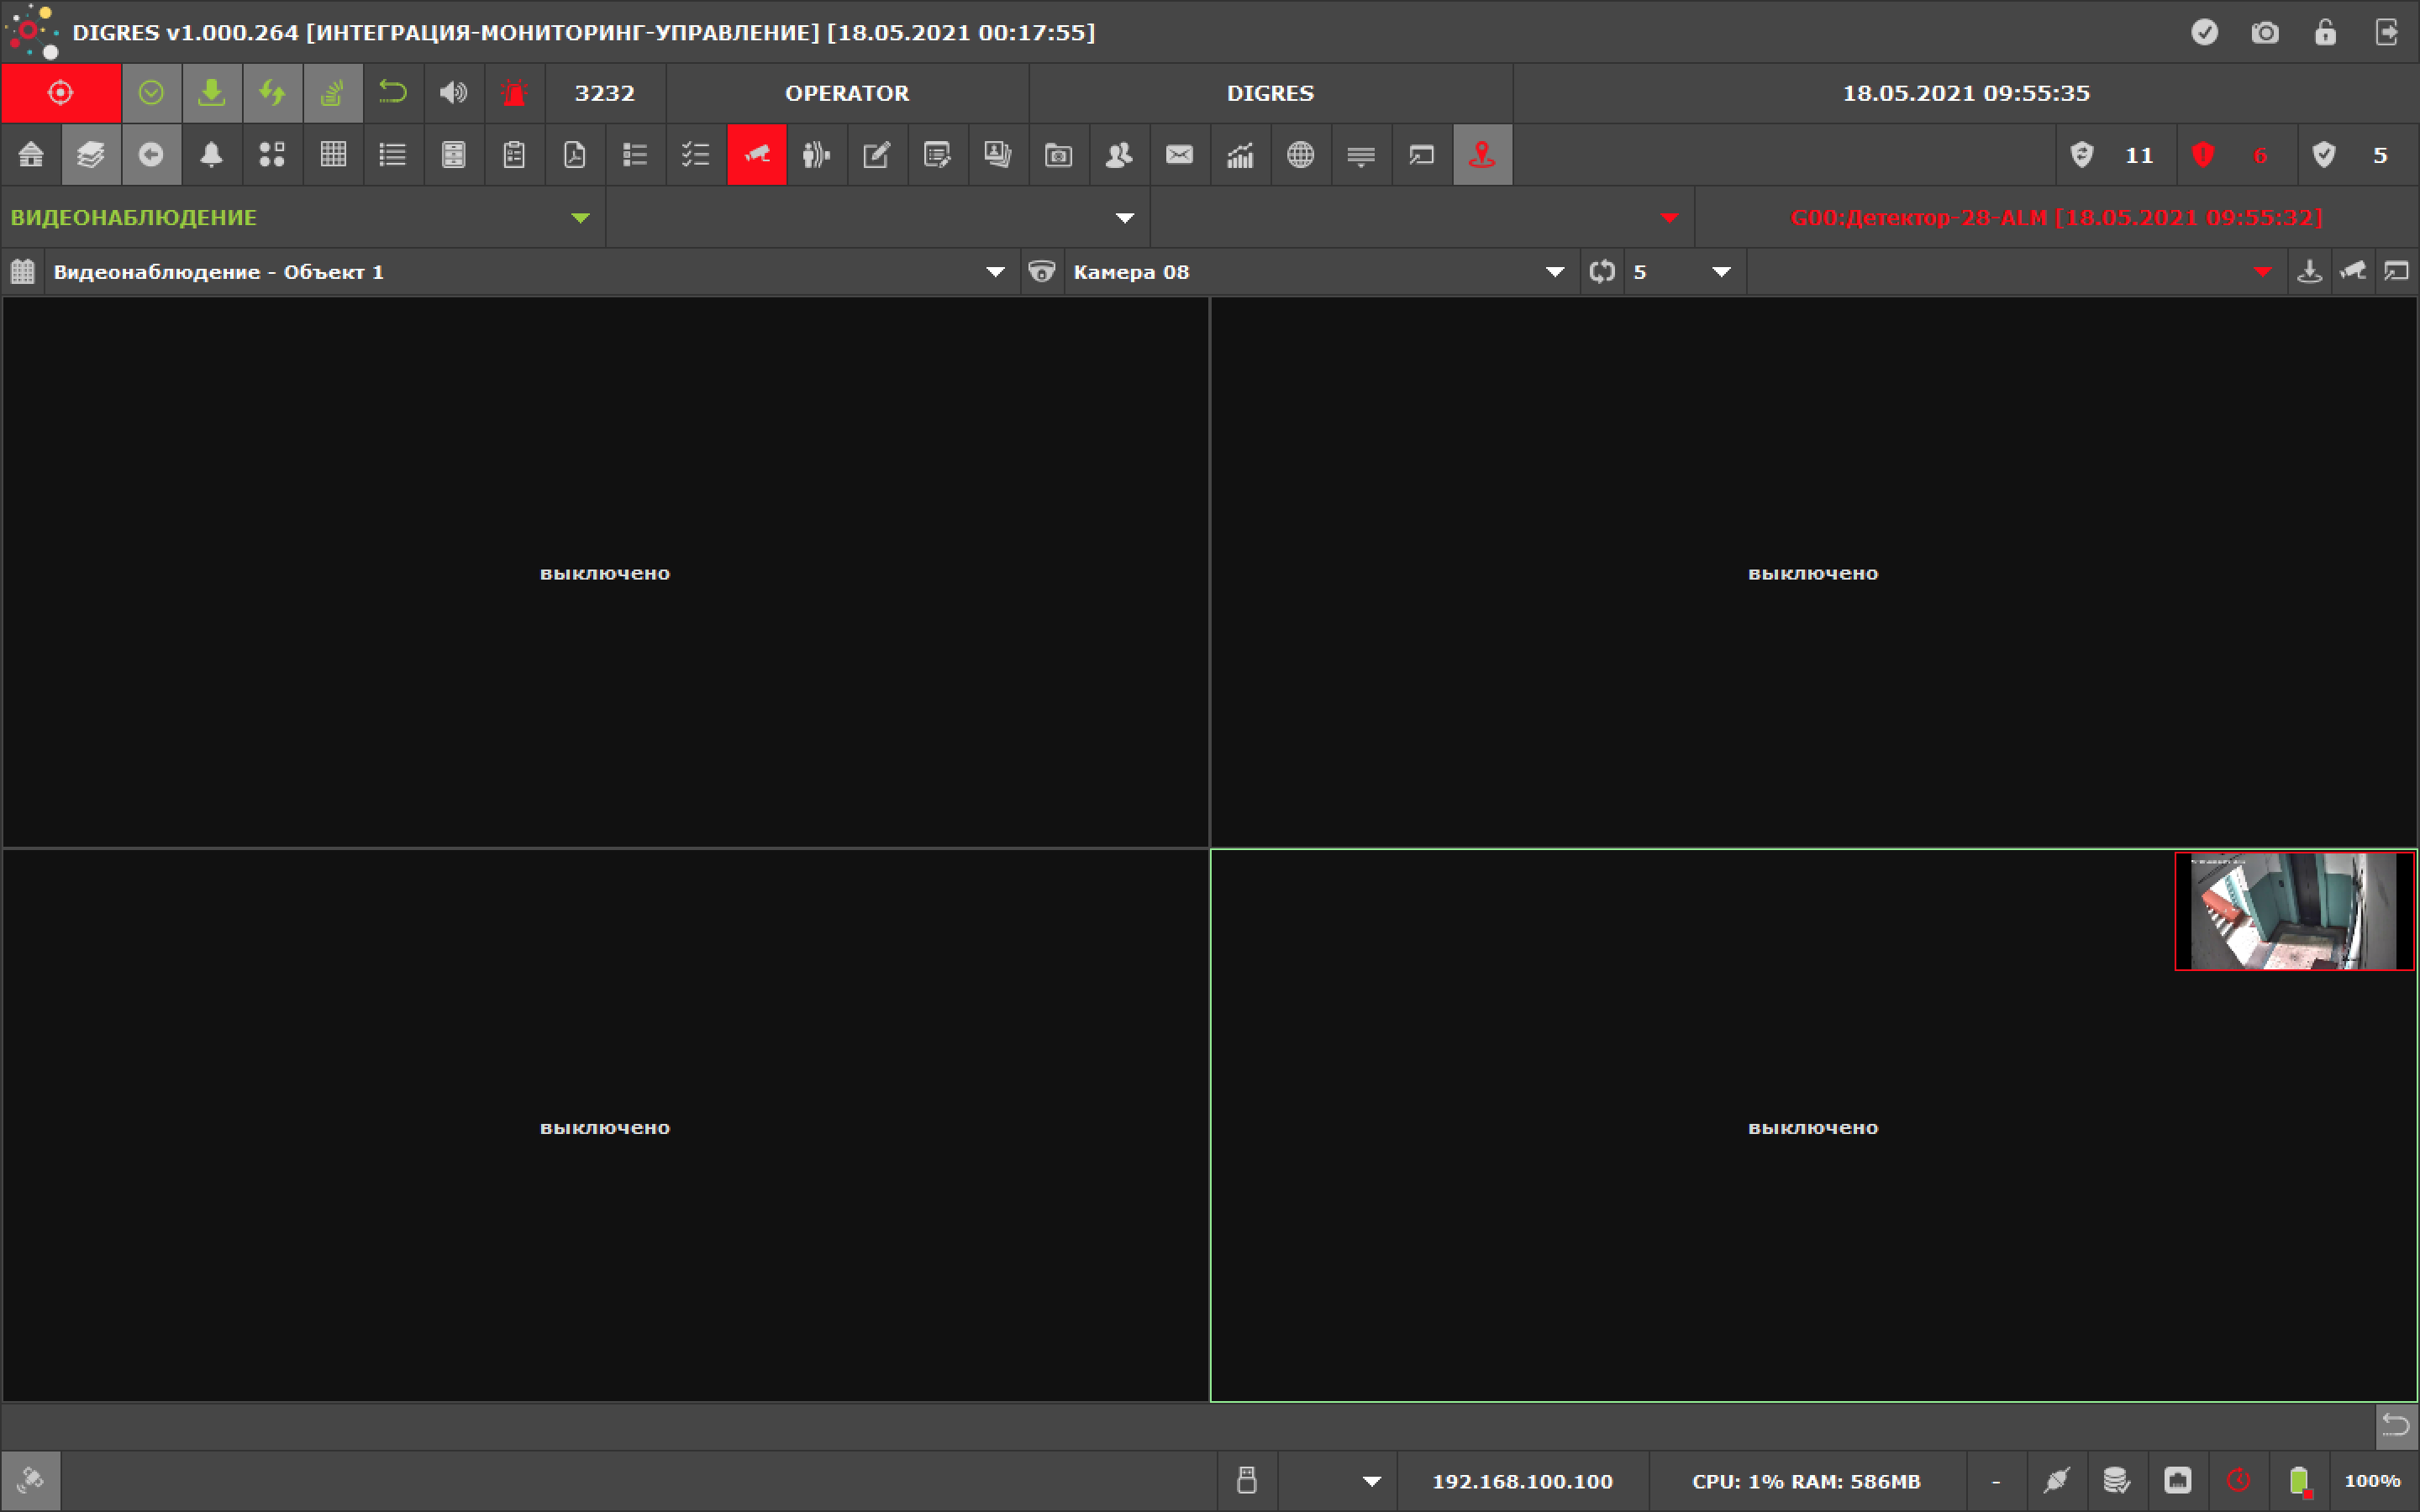 DIGRES v1.000.264 [ИНТЕГРАЦИЯ-МОНИТОРИНГ-УПРАВЛЕНИЕ] [18.05.2021 00:17:55]
3232 OPERATOR DIGRES 18.05.2021 09:55:35
11 6 5
ВИДЕОНАБЛЮДЕНИЕ G00:Детектор-28-ALM [18.05.2021 09:55:32]
Видеонаблюдение - Объект 1 Камера 08 5
выключено выключено
выключено выключено
192.168.100.100 CPU: 1% RAM: 586MB - 100%